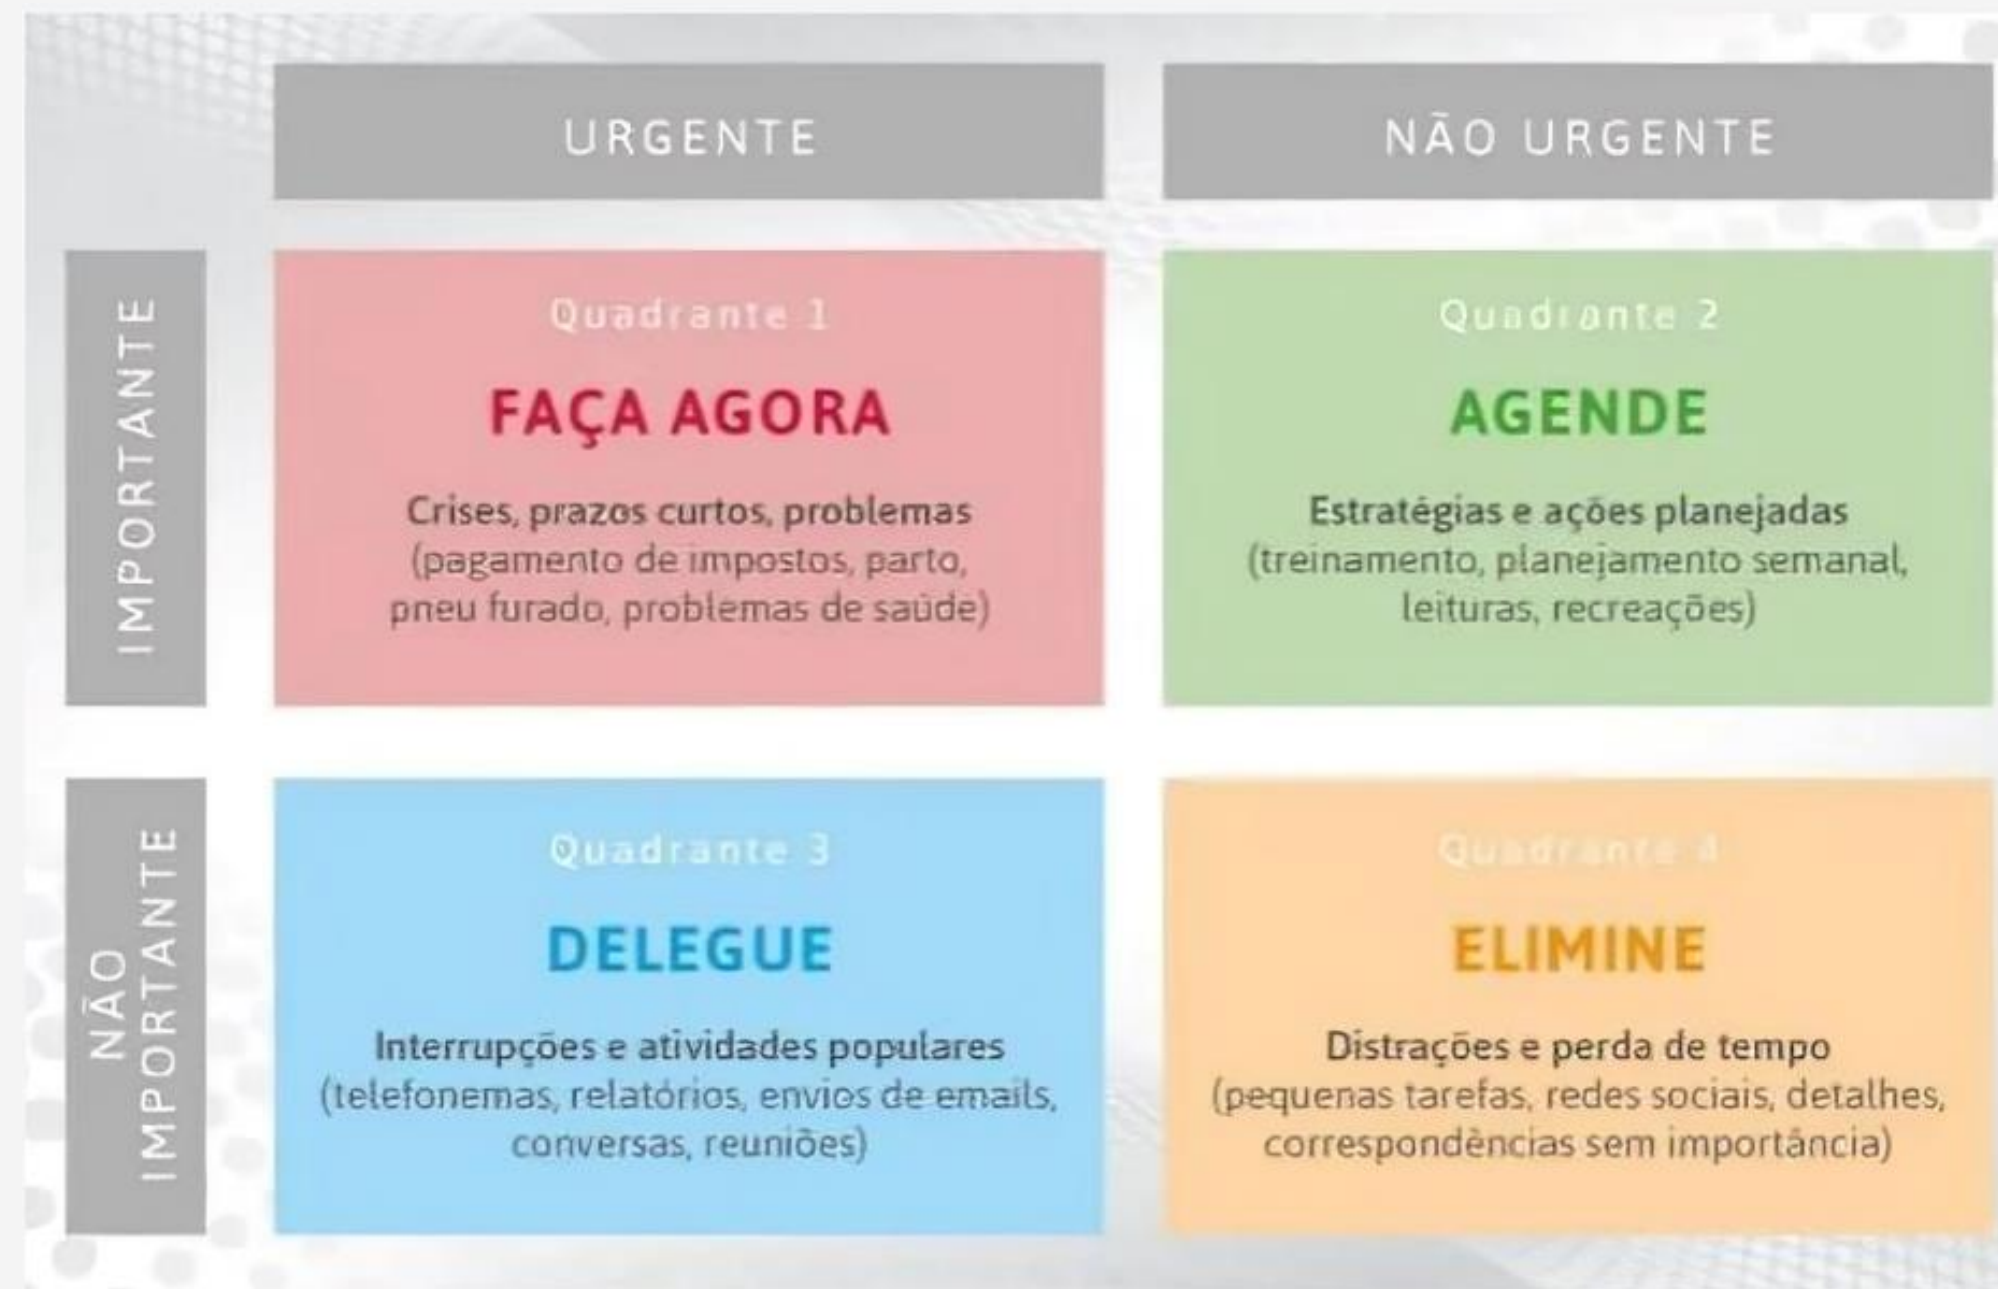 URGENTE
NÃO URGENTE
IMPORTANTE
Quadrante 1
FAÇA AGORA
Crises, prazos curtos, problemas
(pagamento de impostos, parto,
pneu furado, problemas de saúde)
Quadrante 2
AGENDE
Estratégias e ações planejadas
(treinamento, planejamento semanal,
leituras, recreações)
NÃO
IMPORTANTE
Quadrante 3
DELEGUE
Interrupções e atividades populares
(telefonemas, relatórios, envios de emails,
conversas, reuniões)
Quadrante 4
ELIMINE
Distrações e perda de tempo
(pequenas tarefas, redes sociais, detalhes,
correspondências sem importância)